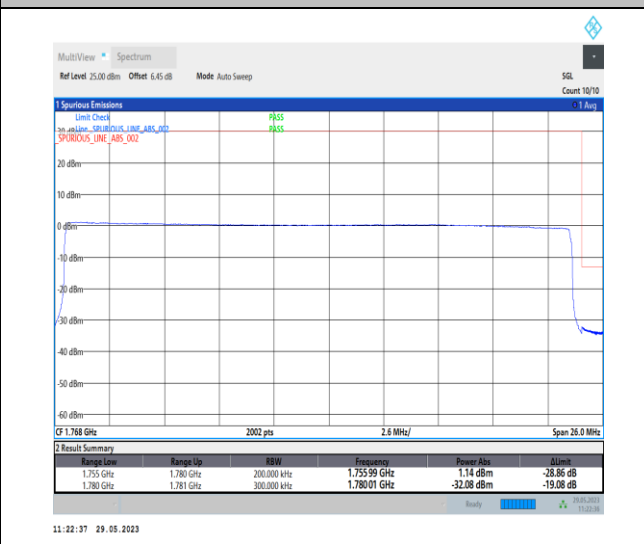 MultiView Spectrum
Ref Level 25.00 dBm Offset 6.45 dB Mode Auto Sweep SGL
Count 10/10
1 Spurious Emissions 1 Avg
Limit Check PASS
Line _SPURIOUS_LINE_ABS_002 PASS
_SPURIOUS_LINE_ABS_002
20 dBm
10 dBm
0 dBm
-10 dBm
-20 dBm
-30 dBm
-40 dBm
-50 dBm
-60 dBm
CF 1.768 GHz 2002 pts 2.6 MHz/ Span 26.0 MHz
2 Result Summary
Range Low Range Up RBW Frequency Power Abs ΔLimit
1.755 GHz 1.780 GHz 200.000 kHz 1.75599 GHz 1.14 dBm -28.86 dB
1.780 GHz 1.781 GHz 300.000 kHz 1.78001 GHz -32.08 dBm -19.08 dB
Ready 29.05.2023
11:22:36
11:22:37 29.05.2023